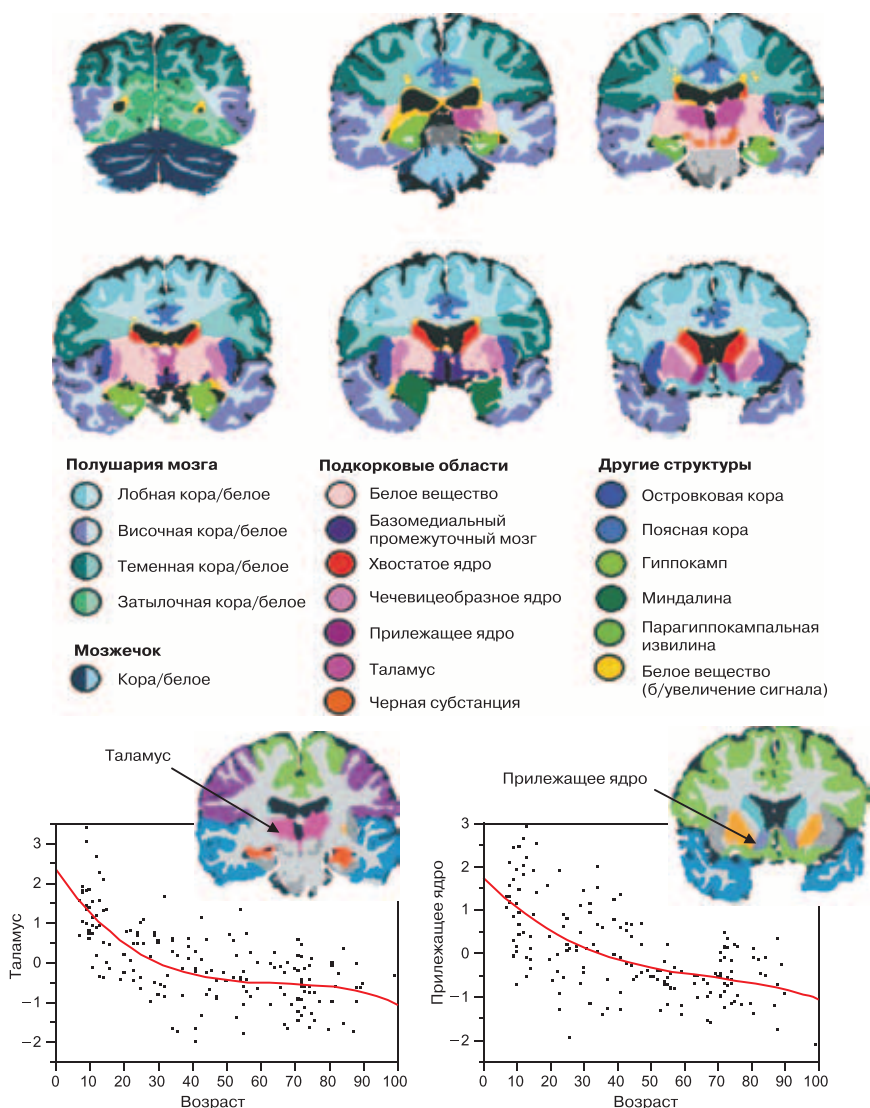 Полушария мозга
Лобная кора/белое
Височная кора/белое
Теменная кора/белое
Затылочная кора/белое
Мозжечок
Кора/белое
Подкорковые области
Белое вещество
Базомедиальный
промежуточный мозг
Хвостатое ядро
Чечевицеобразное ядро
Прилежащее ядро
Таламус
Черная субстанция
Другие структуры
Островковая кора
Поясная кора
Гиппокамп
Миндалина
Парагиппокампальная
извилина
Белое вещество
(б/увеличение сигнала)
Таламус
Таламус
3
2
1
0
−1
−2
0 10 20 30 40 50 60 70 80 90 100
Возраст
Прилежащее ядро
Прилежащее ядро
3
2
1
0
−1
−2
0 10 20 30 40 50 60 70 80 90 100
Возраст